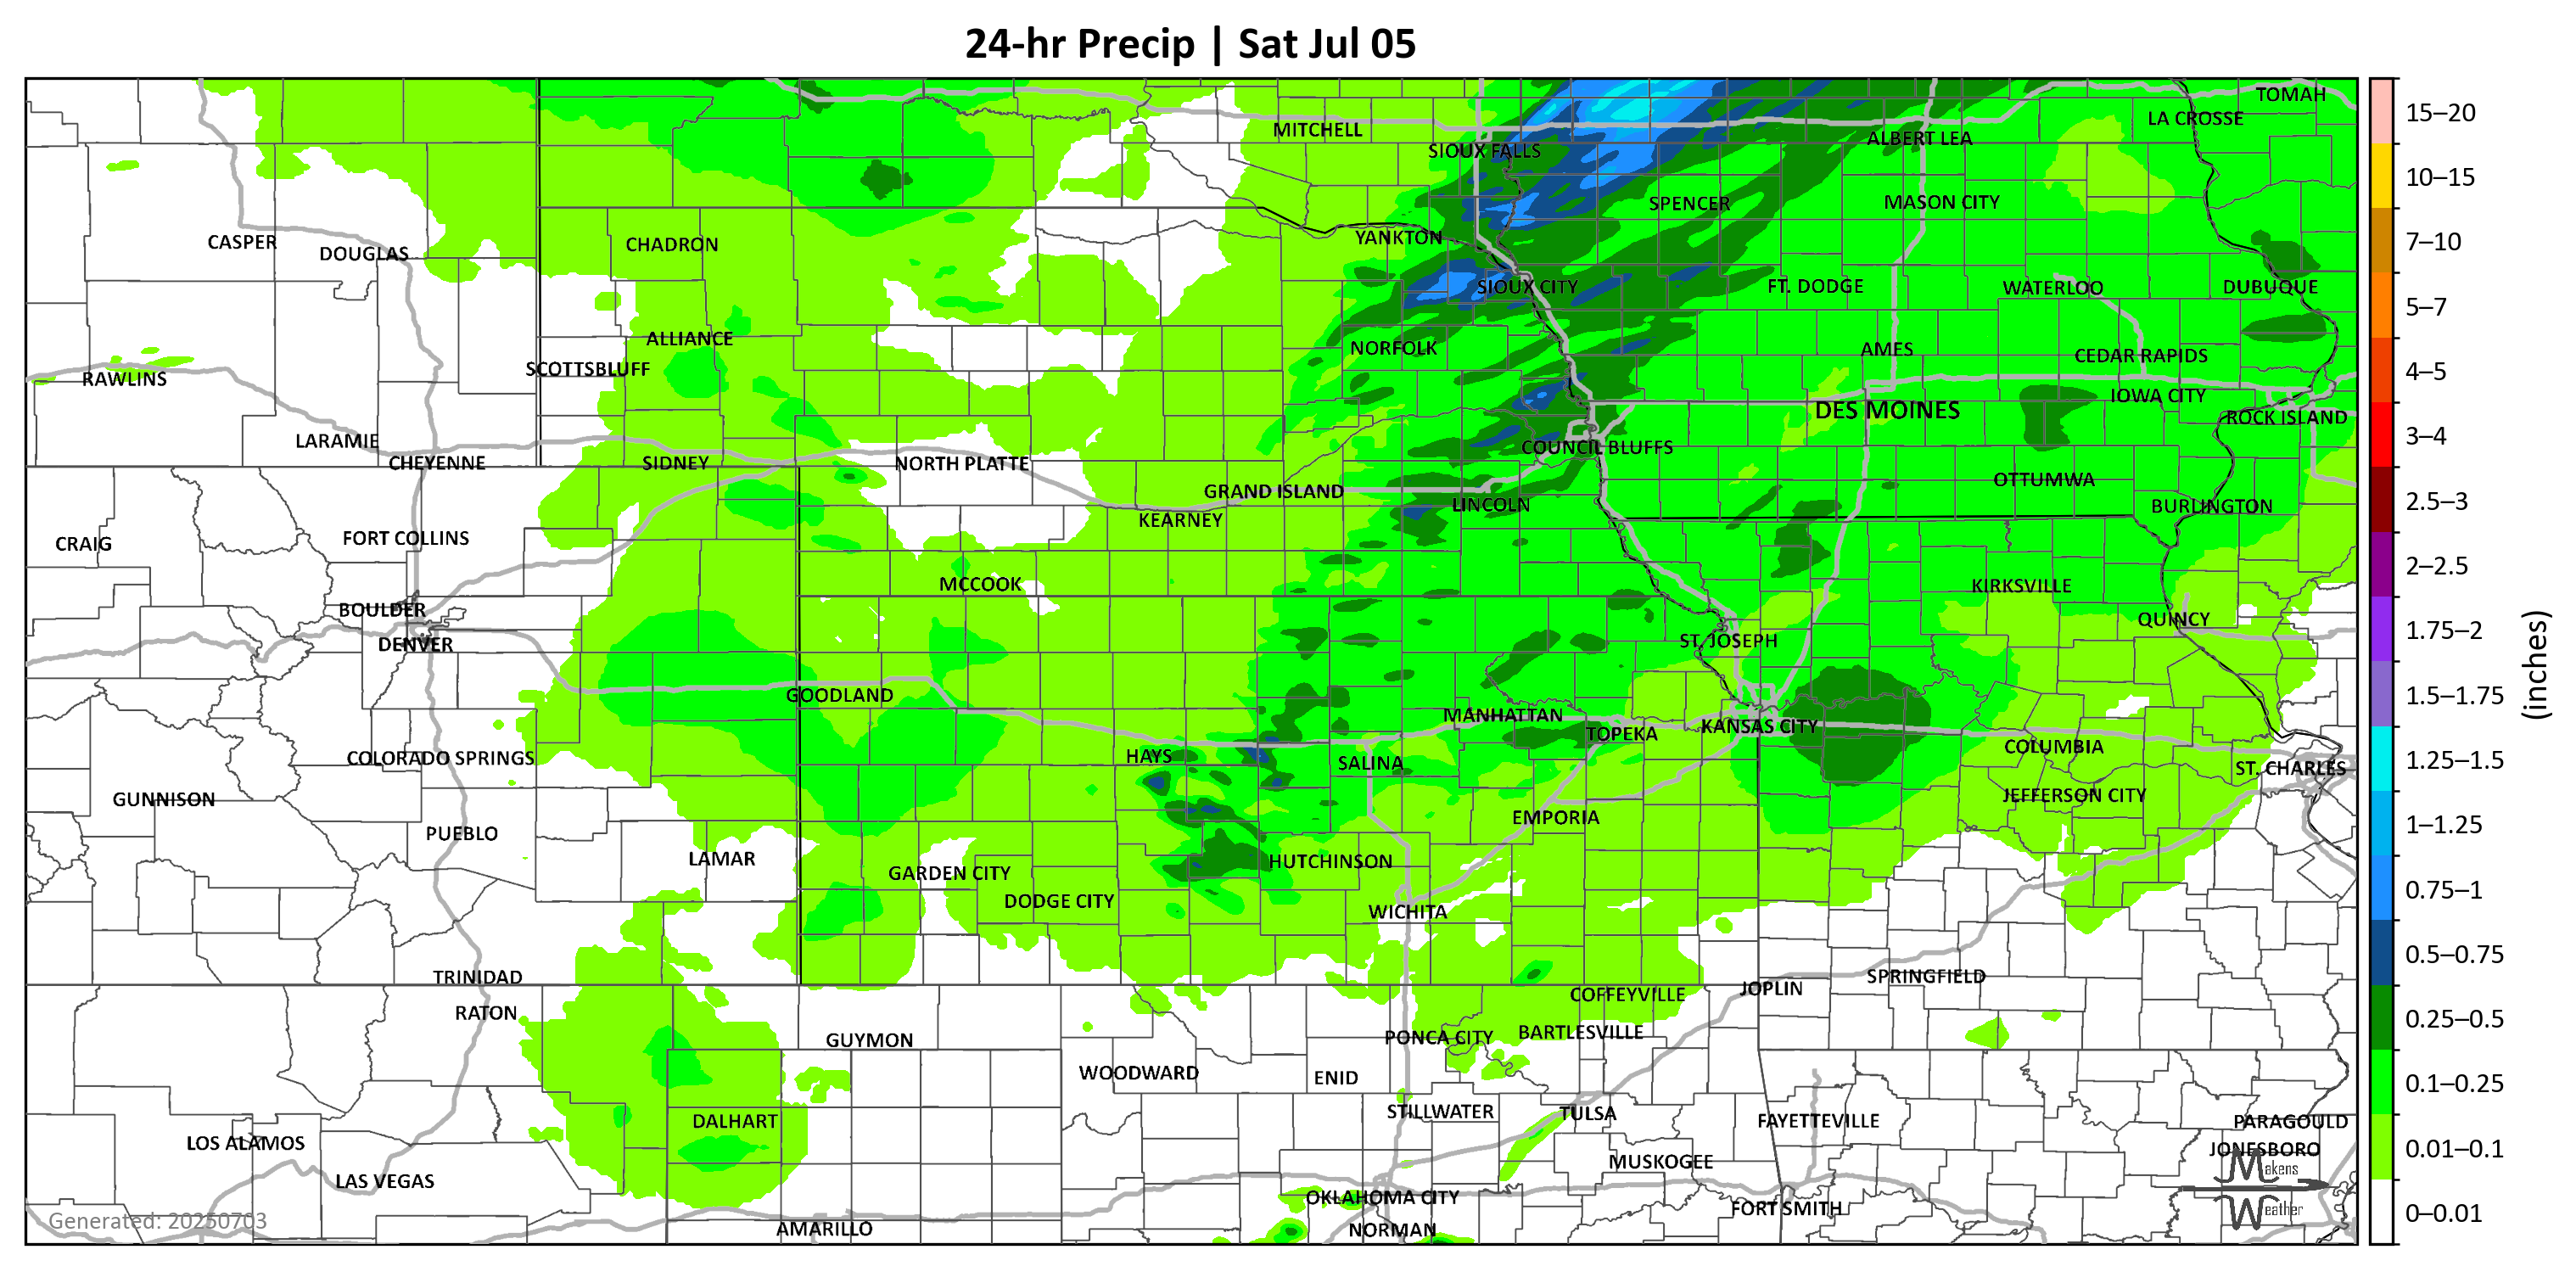 24-hr Precip | Sat Jul 05
TOMAH
LA CROSSE
MITCHELL
ALBERT LEA
SIOUX FALLS
SPENCER
MASON CITY
CASPER
DOUGLAS
CHADRON
YANKTON
SIOUX CITY
FT. DODGE
WATERLOO
DUBUQUE
ALLIANCE
NORFOLK
AMES
CEDAR RAPIDS
SCOTTSBLUFF
RAWLINS
IOWA CITY
DES MOINES
ROCK ISLAND
LARAMIE
COUNCIL BLUFFS
CHEYENNE
SIDNEY
NORTH PLATTE
OTTUMWA
GRAND ISLAND
LINCOLN
BURLINGTON
KEARNEY
FORT COLLINS
CRAIG
MCCOOK
KIRKSVILLE
BOULDER
QUINCY
DENVER
ST. JOSEPH
GOODLAND
MANHATTAN
KANSAS CITY
TOPEKA
COLUMBIA
HAYS
COLORADO SPRINGS
SALINA
ST. CHARLES
GUNNISON
JEFFERSON CITY
EMPORIA
PUEBLO
LAMAR
HUTCHINSON
GARDEN CITY
DODGE CITY
WICHITA
TRINIDAD
SPRINGFIELD
JOPLIN
COFFEYVILLE
RATON
BARTLESVILLE
PONCA CITY
GUYMON
WOODWARD
ENID
STILLWATER
TULSA
DALHART
FAYETTEVILLE
PARAGOULD
LOS ALAMOS
JONESBORO
MUSKOGEE
LAS VEGAS
OKLAHOMA CITY
FORT SMITH
AMARILLO
NORMAN
Generated: 20250703
Makens
Weather
15–20
10–15
7–10
5–7
4–5
3–4
2.5–3
2–2.5
1.75–2
1.5–1.75
1.25–1.5
1–1.25
0.75–1
0.5–0.75
0.25–0.5
0.1–0.25
0.01–0.1
0–0.01
(inches)